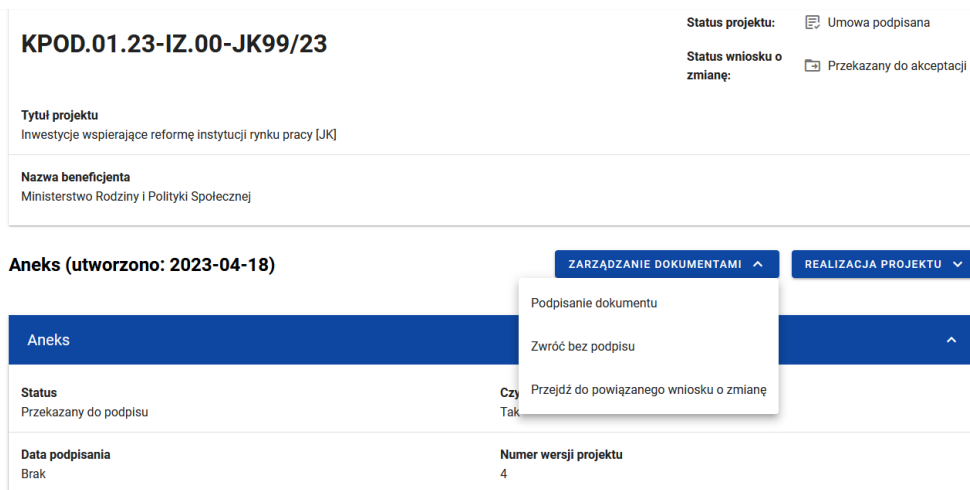 KPOD.01.23-IZ.00-JK99/23
Status projektu: Umowa podpisana
Status wniosku o zmianę: Przekazany do akceptacji
Tytuł projektu
Inwestycje wspierające reformę instytucji rynku pracy [JK]
Nazwa beneficjenta
Ministerstwo Rodziny i Polityki Społecznej
Aneks (utworzono: 2023-04-18)
ZARZĄDZANIE DOKUMENTAMI
REALIZACJA PROJEKTU
Podpisanie dokumentu
Zwróć bez podpisu
Przejdź do powiązanego wniosku o zmianę
Aneks
Status
Przekazany do podpisu
Czy
Tak
Data podpisania
Brak
Numer wersji projektu
4